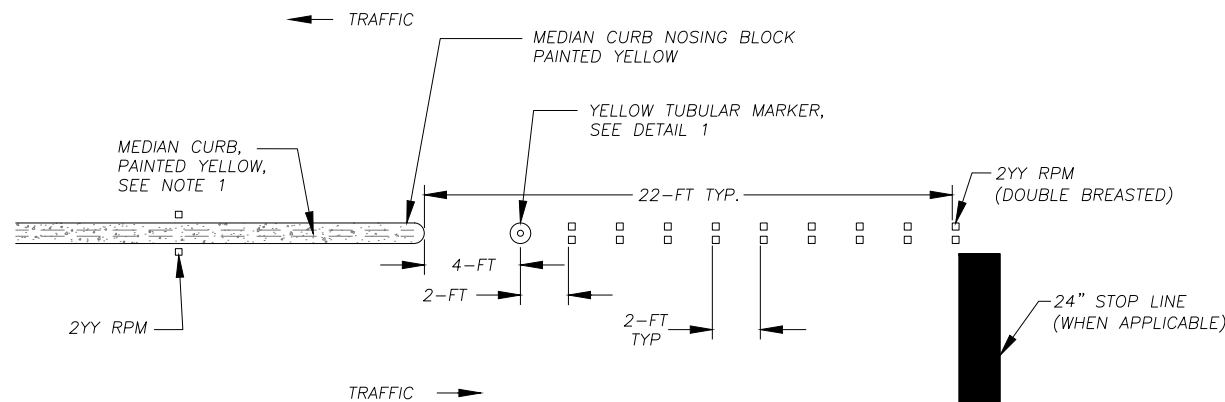 TRAFFIC
MEDIAN CURB NOSING BLOCK
PAINTED YELLOW
YELLOW TUBULAR MARKER,
SEE DETAIL 1
MEDIAN CURB,
PAINTED YELLOW,
SEE NOTE 1
22-FT TYP.
2YY RPM
(DOUBLE BREASTED)
4-FT
2-FT
2YY RPM
2-FT
TYP
24" STOP LINE
(WHEN APPLICABLE)
TRAFFIC